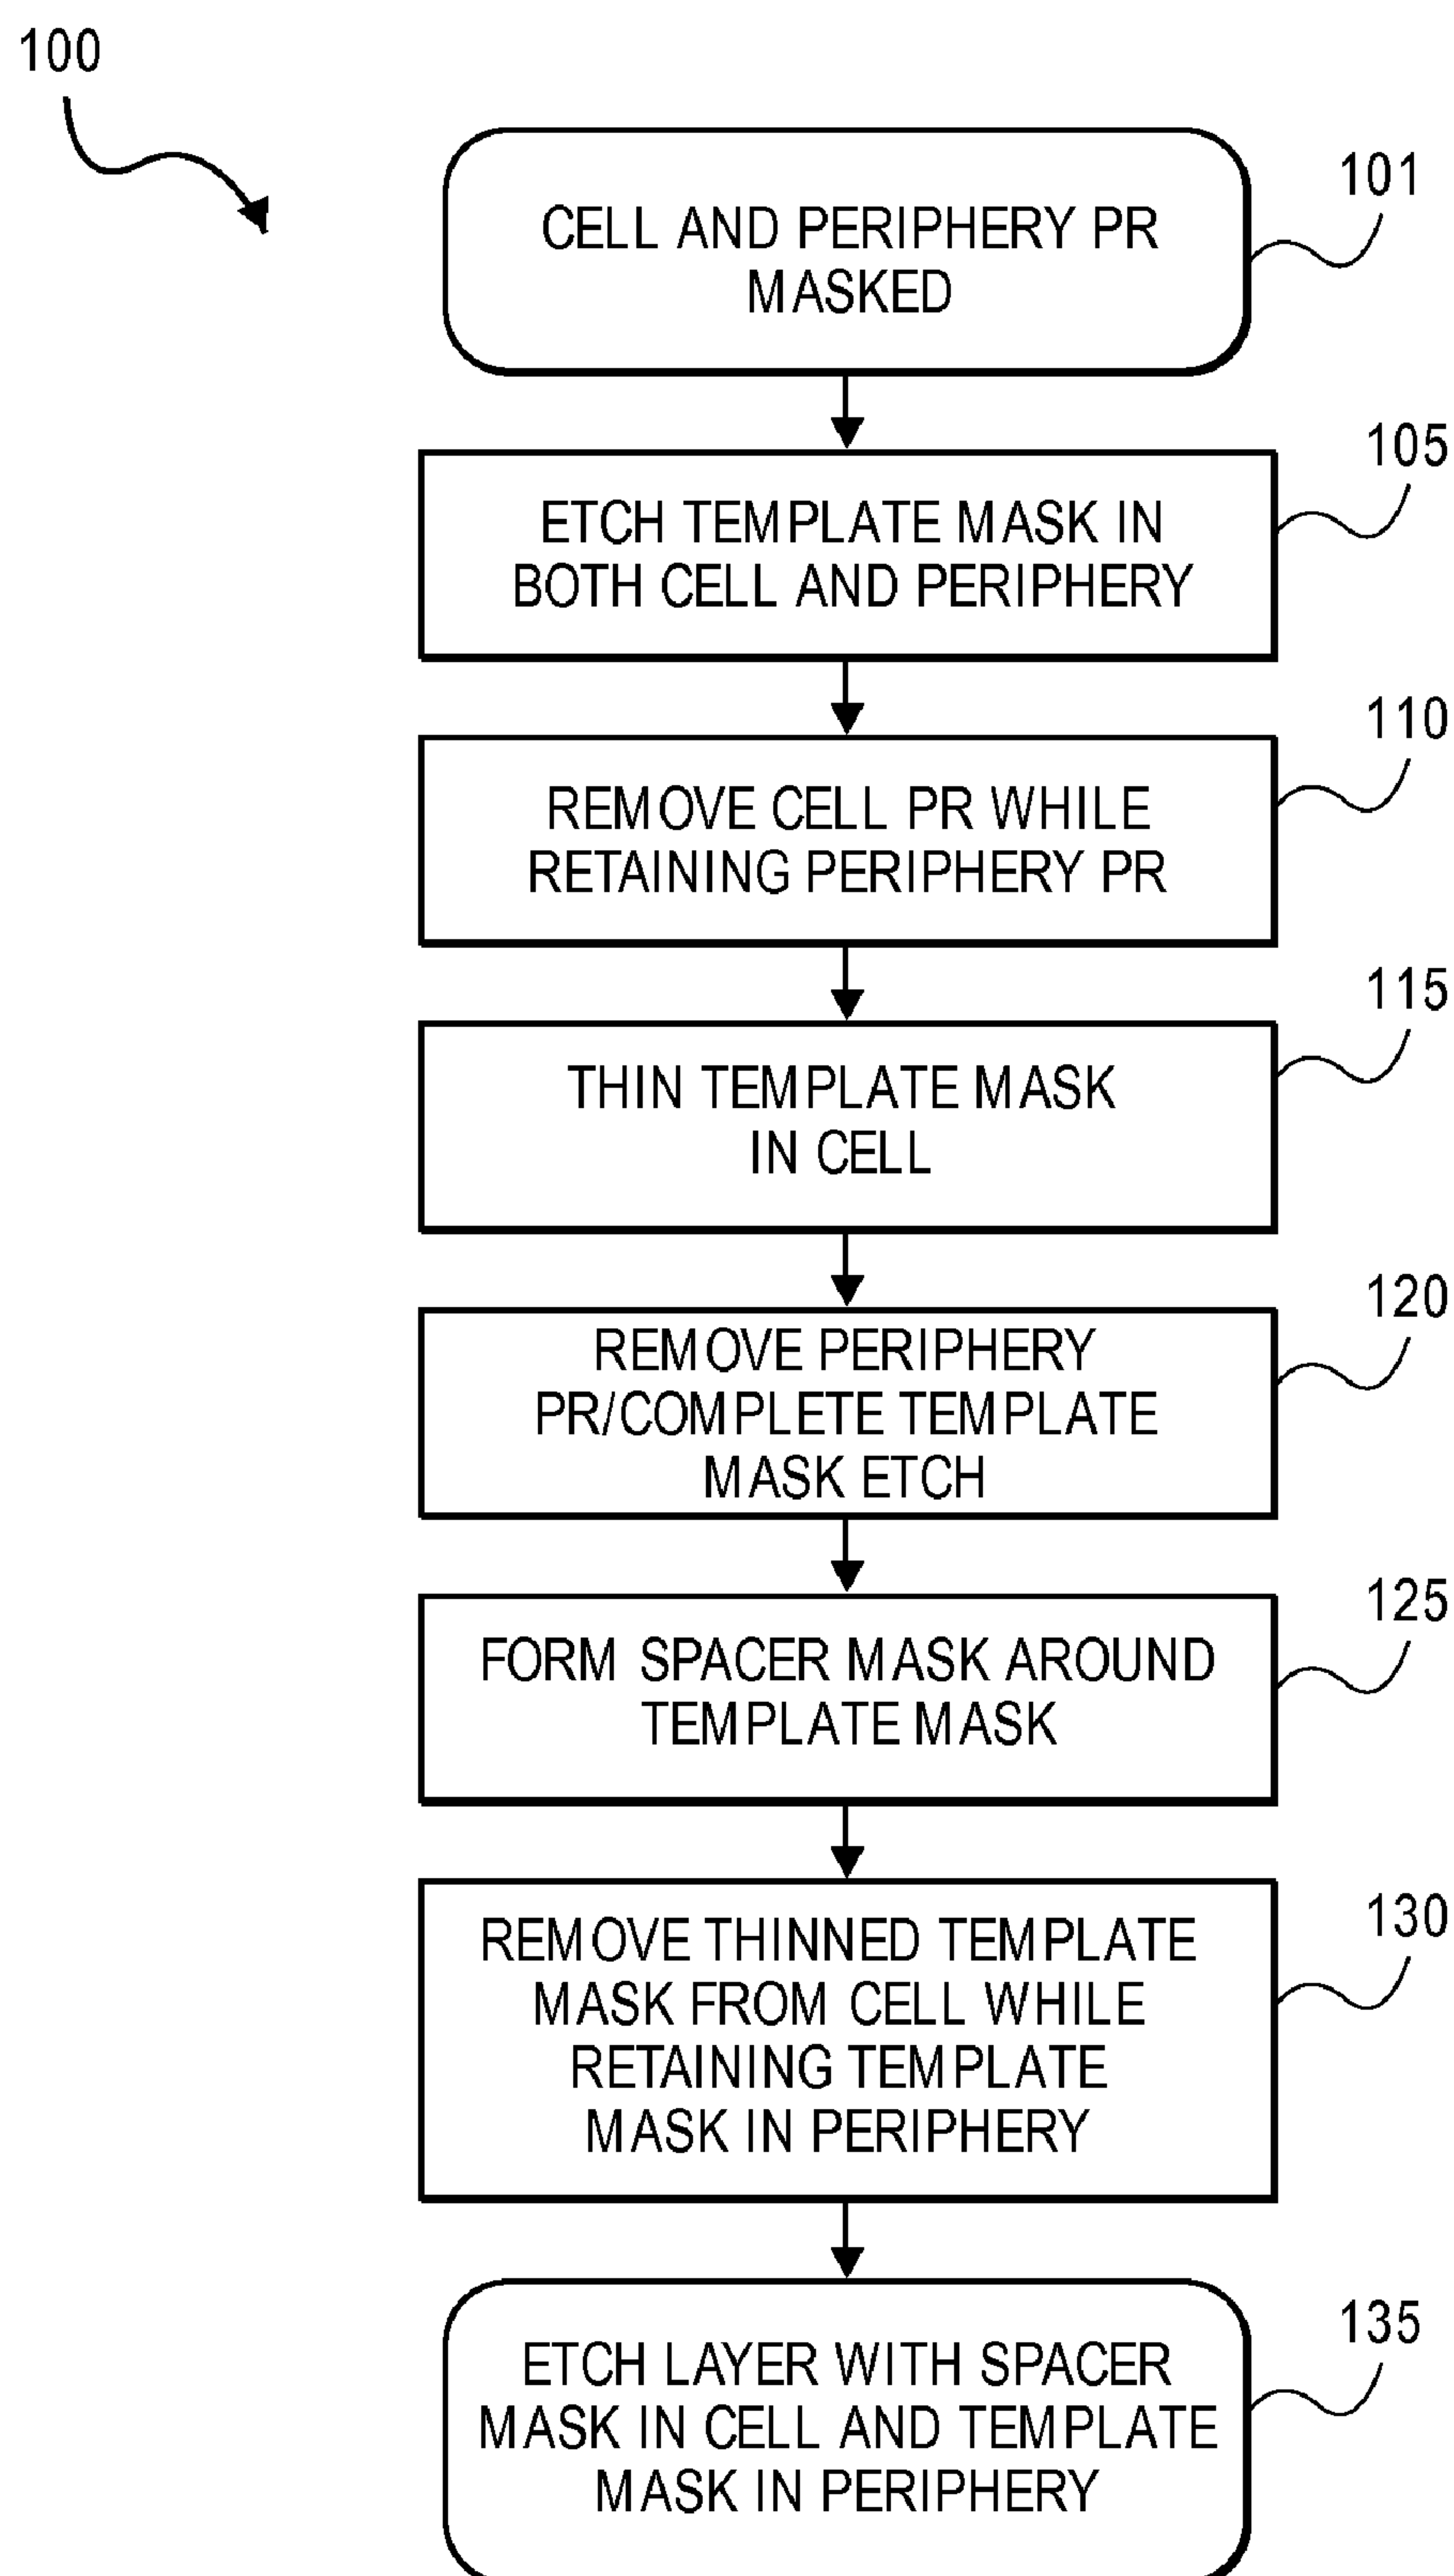 100
CELL AND PERIPHERY PR
MASKED
101
ETCH TEMPLATE MASK IN
BOTH CELL AND PERIPHERY
105
REMOVE CELL PR WHILE
RETAINING PERIPHERY PR
110
THIN TEMPLATE MASK
IN CELL
115
REMOVE PERIPHERY
PR/COMPLETE TEMPLATE
MASK ETCH
120
FORM SPACER MASK AROUND
TEMPLATE MASK
125
REMOVE THINNED TEMPLATE
MASK FROM CELL WHILE
RETAINING TEMPLATE
MASK IN PERIPHERY
130
ETCH LAYER WITH SPACER
MASK IN CELL AND TEMPLATE
MASK IN PERIPHERY
135